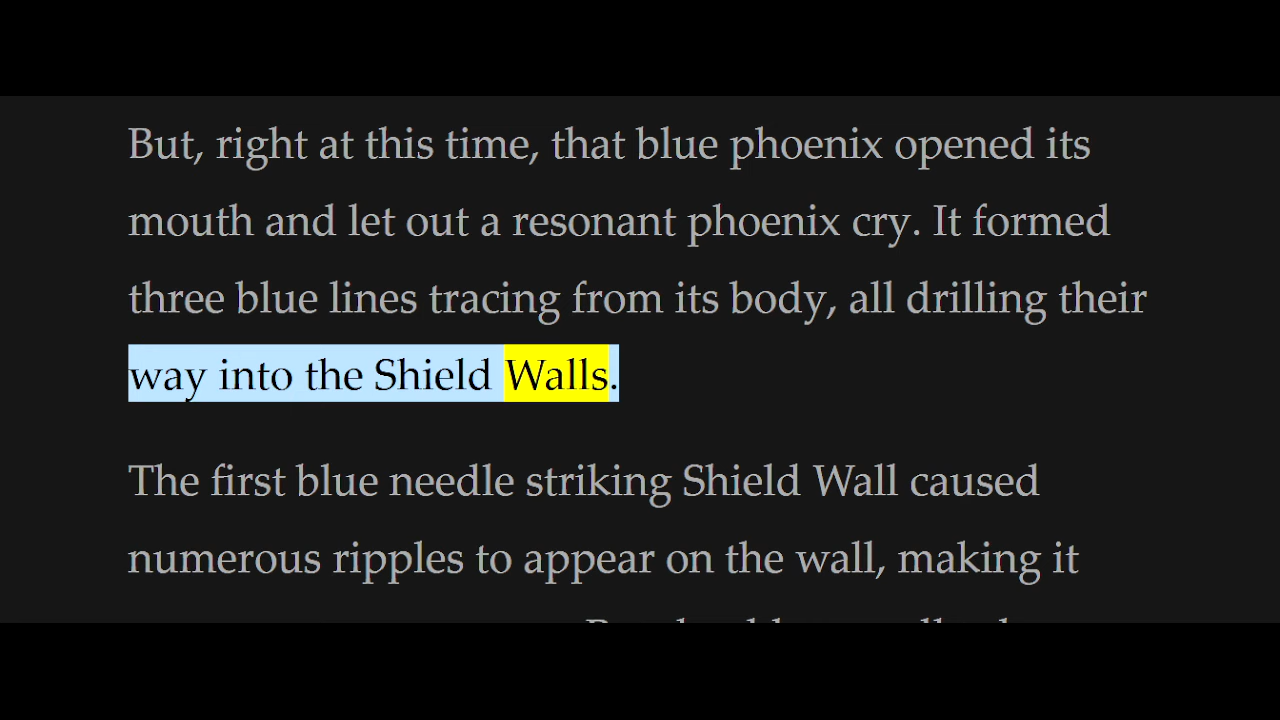 But, right at this time, that blue phoenix opened its
mouth and let out a resonant phoenix cry. It formed
three blue lines tracing from its body, all drilling their
way into the Shield Walls.
The first blue needle striking Shield Wall caused
numerous ripples to appear on the wall, making it